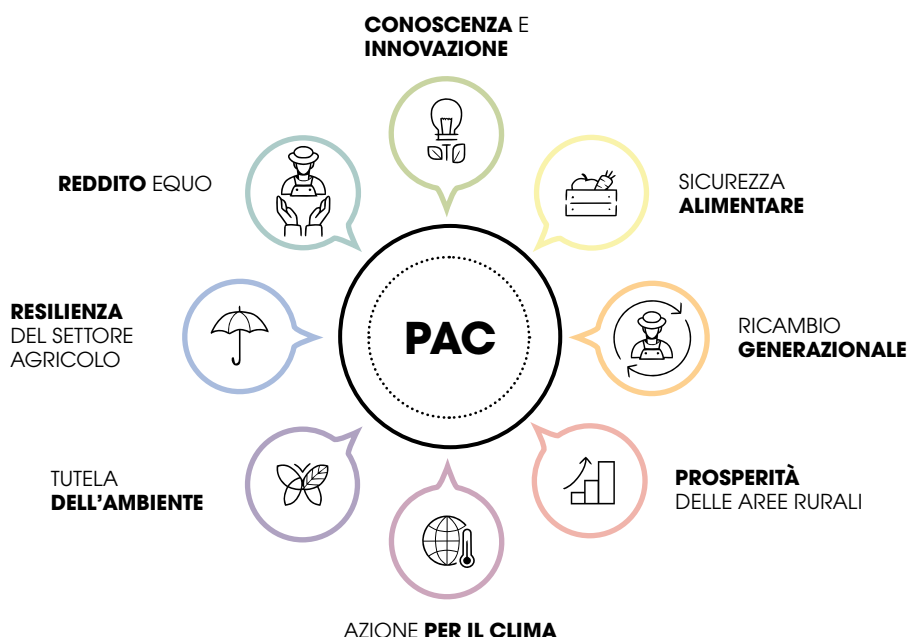 CONOSCENZA E
INNOVAZIONE
REDDITO EQUO
SICUREZZA
ALIMENTARE
RESILIENZA
DEL SETTORE
AGRICOLO
PAC
RICAMBIO
GENERAZIONALE
TUTELA
DELL'AMBIENTE
PROSPERITÀ
DELLE AREE RURALI
AZIONE PER IL CLIMA